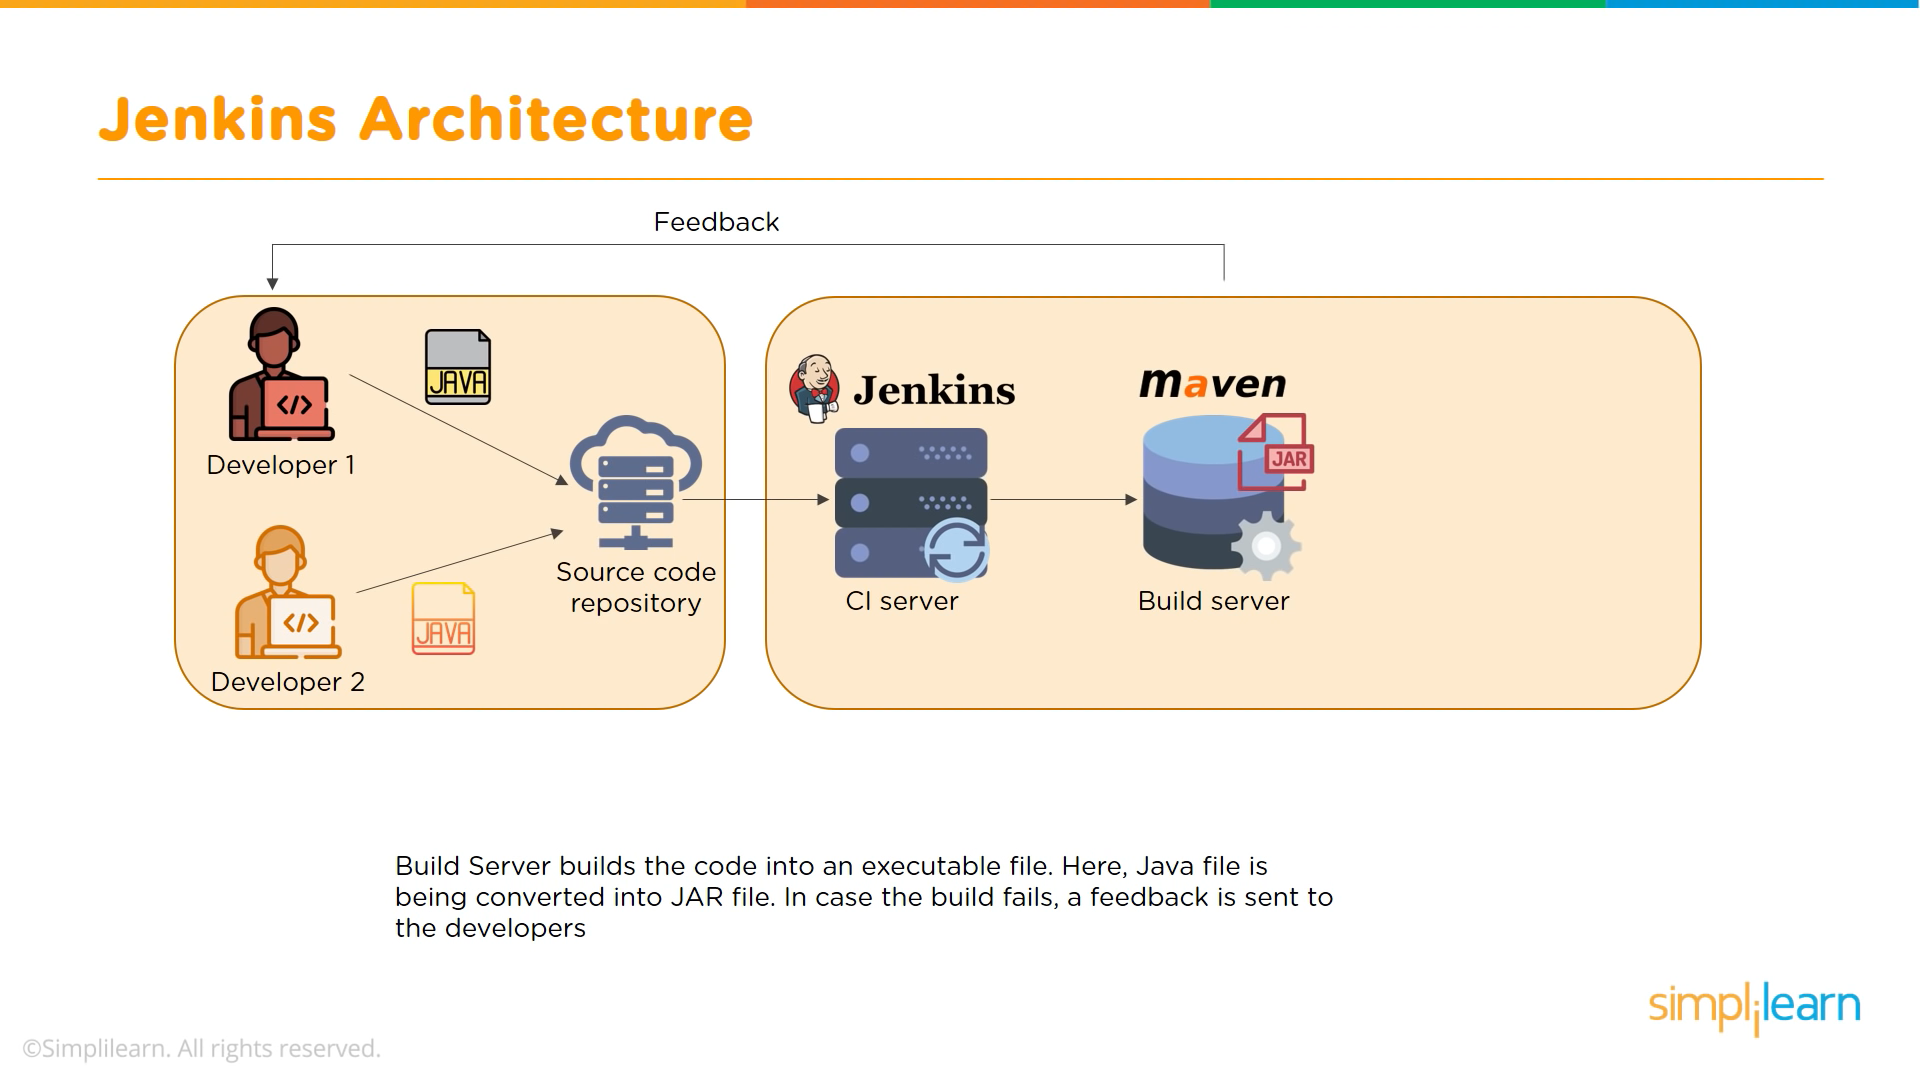 Jenkins Architecture
Feedback
JAVA
Developer 1
Source code
repository
Developer 2
JAVA
Jenkins
CI server
maven
JAR
Build server
Build Server builds the code into an executable file. Here, Java file is
being converted into JAR file. In case the build fails, a feedback is sent to
the developers
simplilearn
©Simplilearn. All rights reserved.